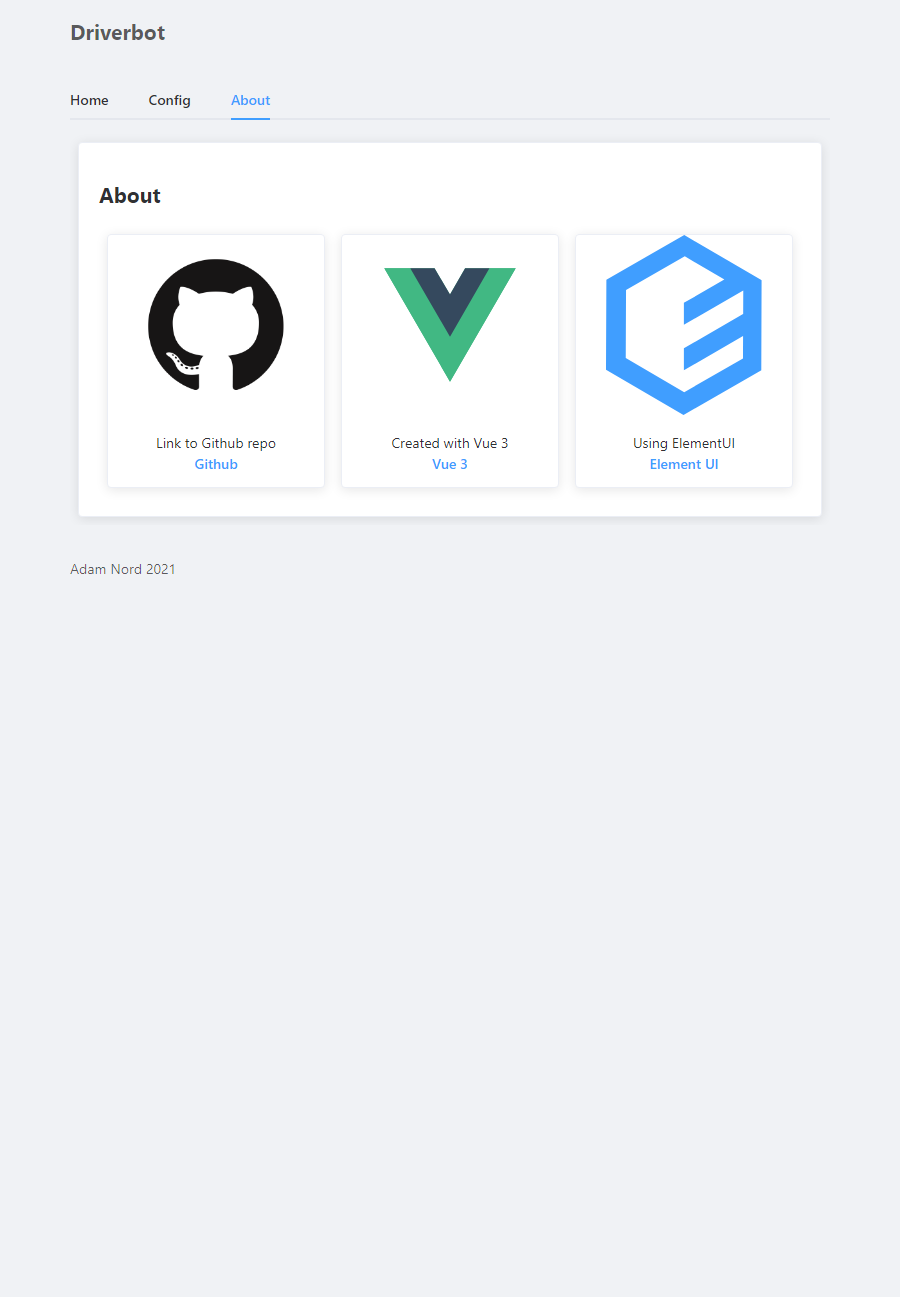 Driverbot
Home Config About
About
Link to Github repo
Github
Created with Vue 3
Vue 3
Using ElementUI
Element UI
Adam Nord 2021